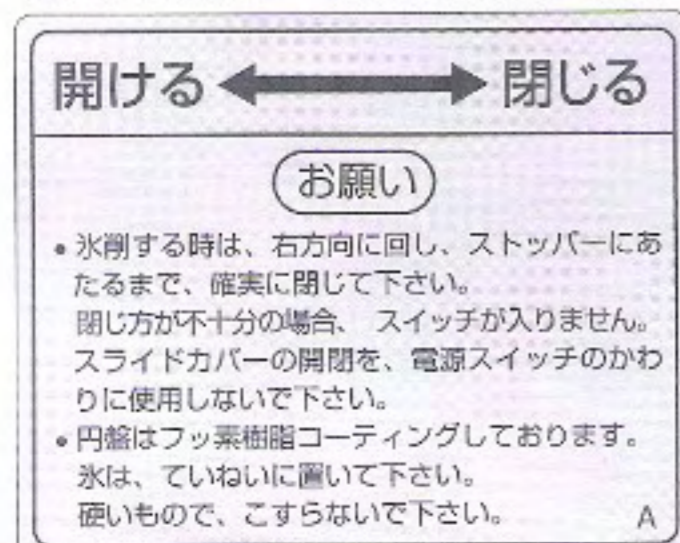 開ける ⟷ 閉じる
お願い
• 氷削する時は、右方向に回し、ストッパーにあ
たるまで、確実に閉じて下さい。
閉じ方が不十分の場合、 スイッチが入りません。
スライドカバーの開閉を、電源スイッチのかわ
りに使用しないで下さい。
• 円盤はフッ素樹脂コーティングしております。
氷は、ていねいに置いて下さい。
硬いもので、こすらないで下さい。
A